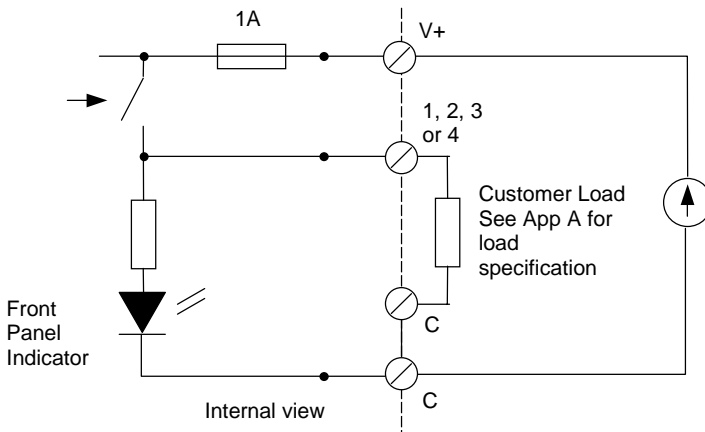 1A
V+
1, 2, 3
or 4
Customer Load
See App A for
load
specification
Front
Panel
Indicator
C
C
Internal view